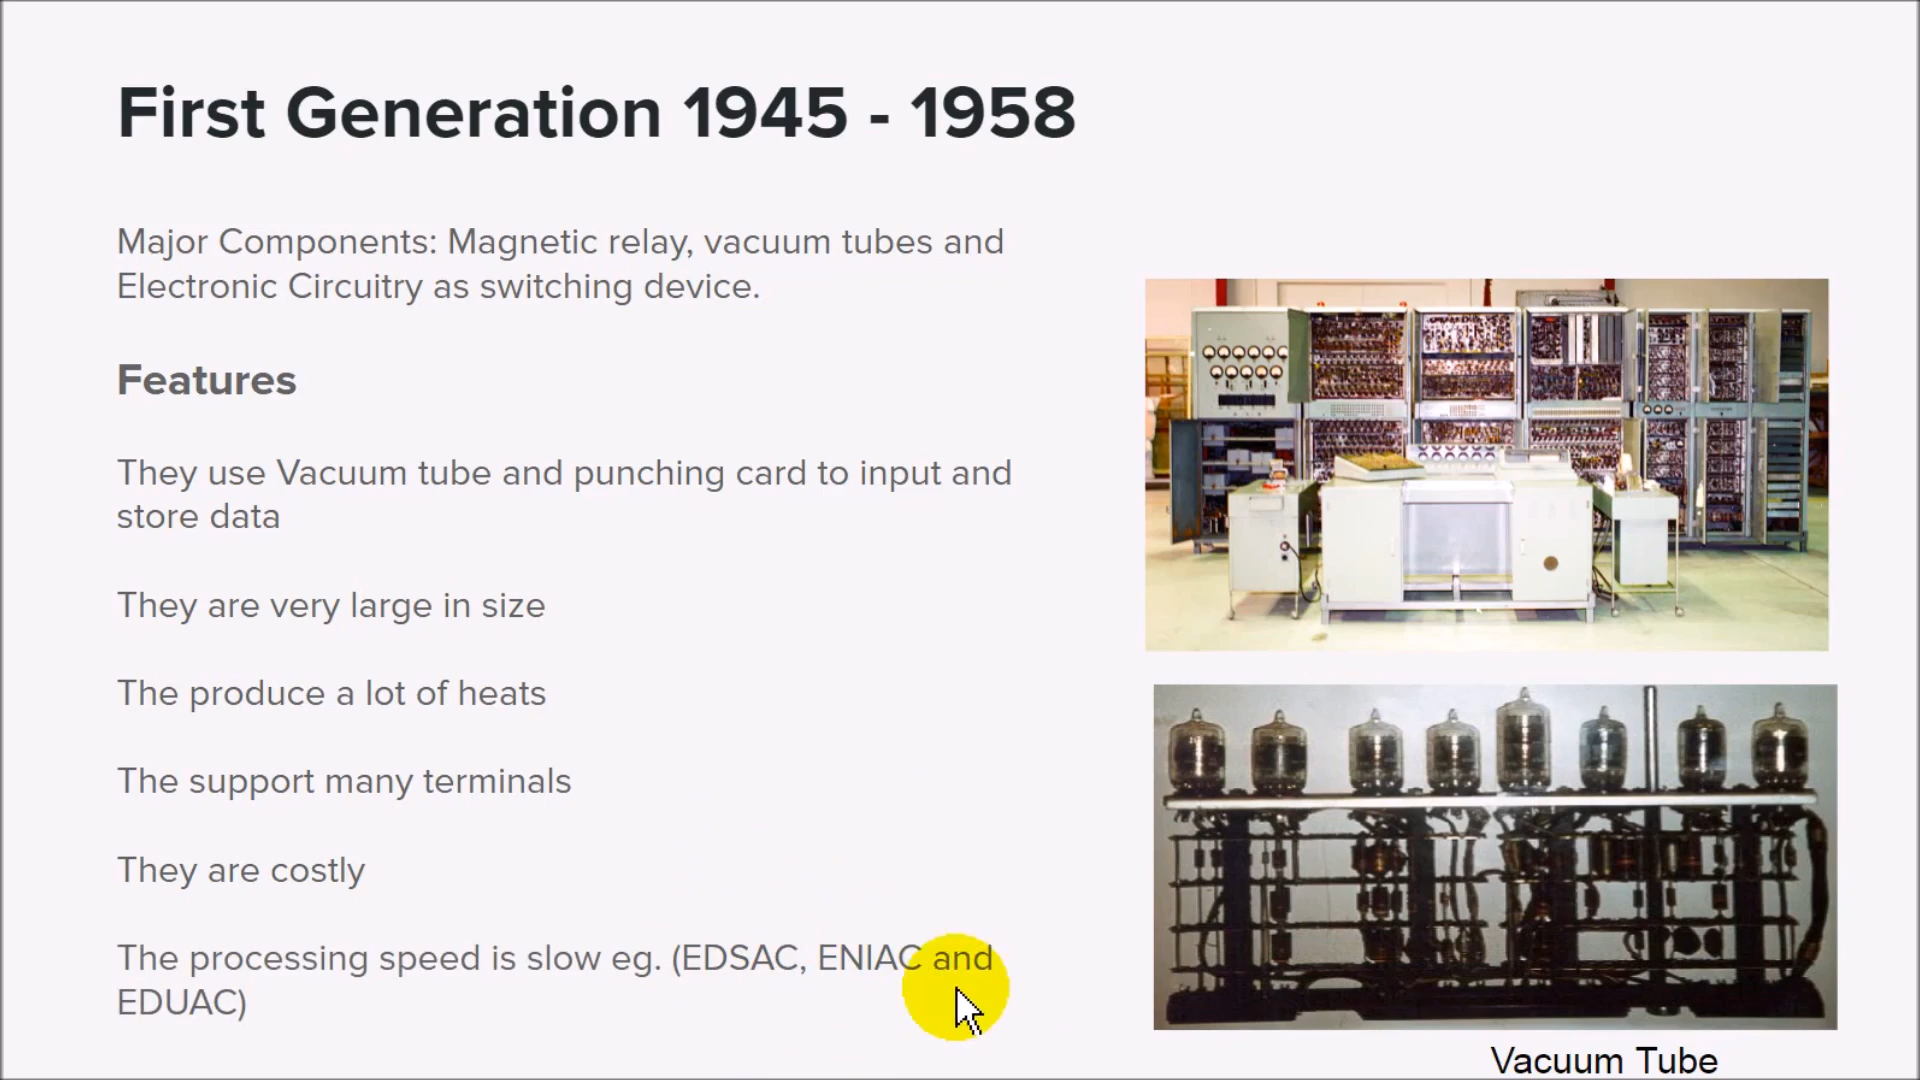 First Generation 1945 - 1958
Major Components: Magnetic relay, vacuum tubes and
Electronic Circuitry as switching device.
Features
They use Vacuum tube and punching card to input and
store data
They are very large in size
The produce a lot of heats
The support many terminals
They are costly
The processing speed is slow eg. (EDSAC, ENIAC and
EDUAC)
Vacuum Tube